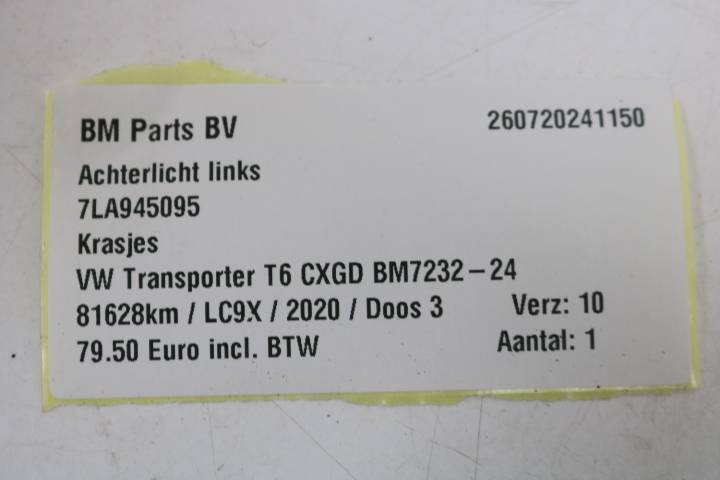 BM Parts BV 260720241150
Achterlicht links
7LA945095
Krasjes
VW Transporter T6 CXGD BM7232-24
81628km / LC9X / 2020 / Doos 3 Verz: 10
79.50 Euro incl. BTW Aantal: 1